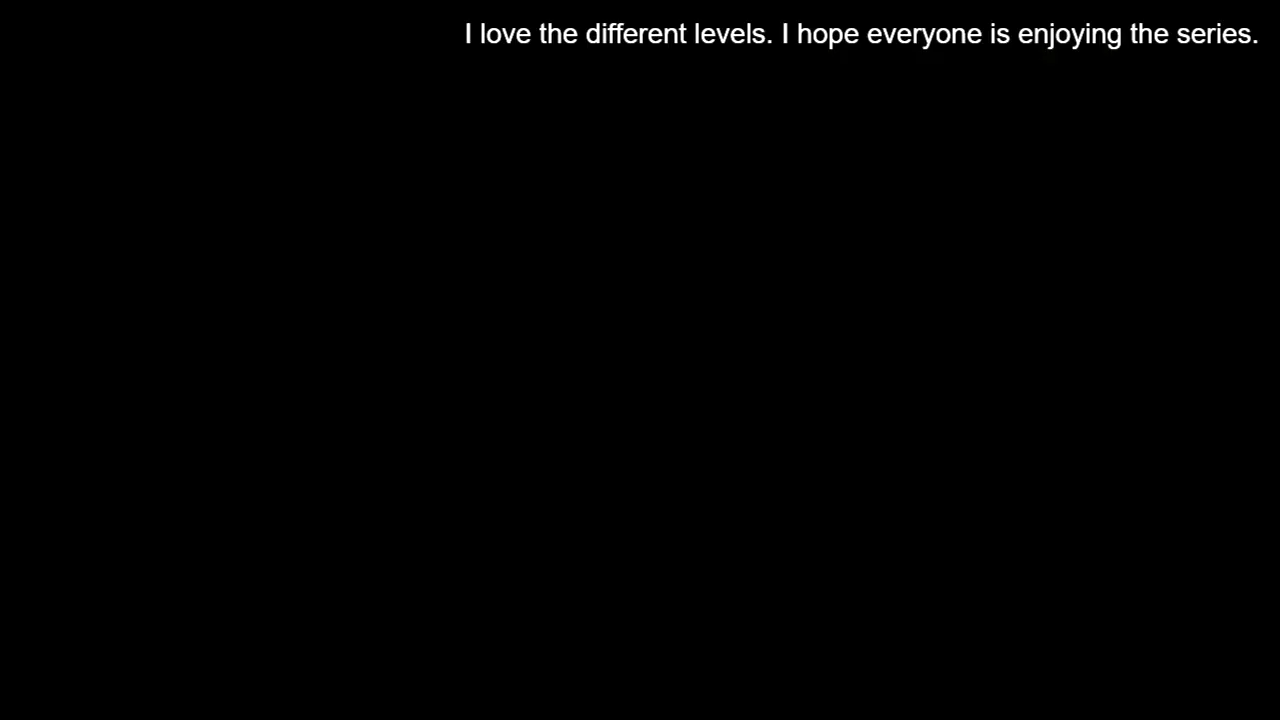 I love the different levels. I hope everyone is enjoying the series.